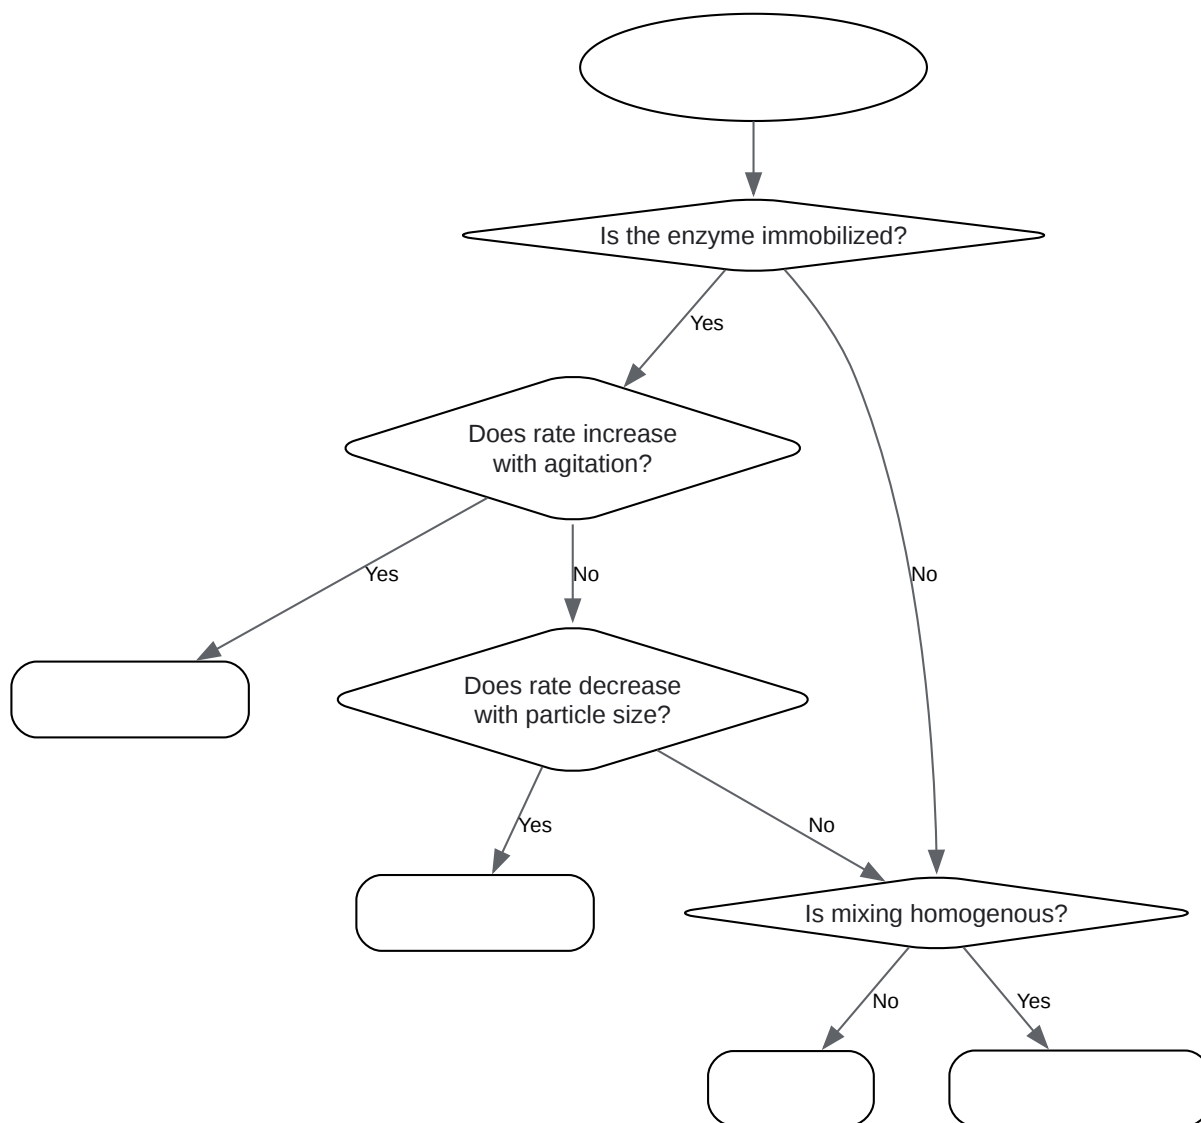 Is the enzyme immobilized?
Yes
Does rate increase
with agitation?
Yes
No
No
Does rate decrease
with particle size?
Yes
No
Is mixing homogenous?
No
Yes